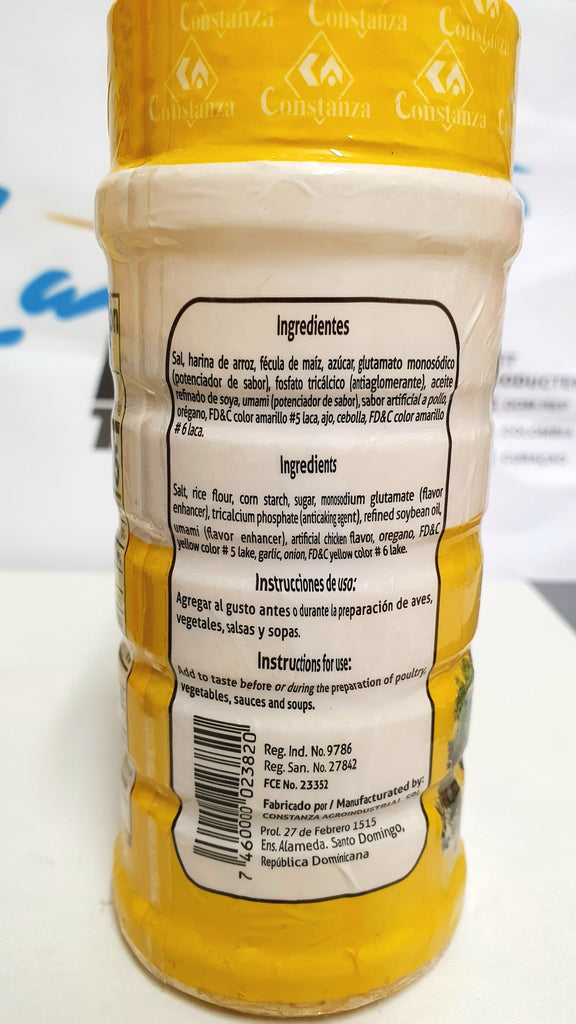 Constanza Constanza Constanza
Constanza Constanza Constanza
Ingredientes
Sal, harina de arroz, fécula de maíz, azúcar, glutamato monosódico
(potenciador de sabor), fosfato tricálcico (antiaglomerante), aceite
refinado de soya, umami (potenciador de sabor), sabor artificial a pollo,
orégano, FD&C color amarillo #5 laca, ajo, cebolla, FD&C color amarillo
# 6 laca.
Ingredients
Salt, rice flour, corn starch, sugar, monosodium glutamate (flavor
enhancer), tricalcium phosphate (anticaking agent), refined soybean oil,
umami (flavor enhancer), artificial chicken flavor, oregano, FD&C
yellow color # 5 lake, garlic, onion, FD&C yellow color # 6 lake.
Instrucciones de uso:
Agregar al gusto antes o durante la preparación de aves,
vegetales, salsas y sopas.
Instructions for use:
Add to taste before or during the preparation of poultry,
vegetables, sauces and soups.
7 460000 023820
Reg. Ind. No. 9786
Reg. San. No. 27842
FCE No. 23352
Fabricado por / Manufactured by:
CONSTANZA AGROINDUSTRIAL SRL
Prol. 27 de Febrero 1515
Ens. Alameda. Santo Domingo,
República Dominicana
COLOMBIA
CURAÇAO